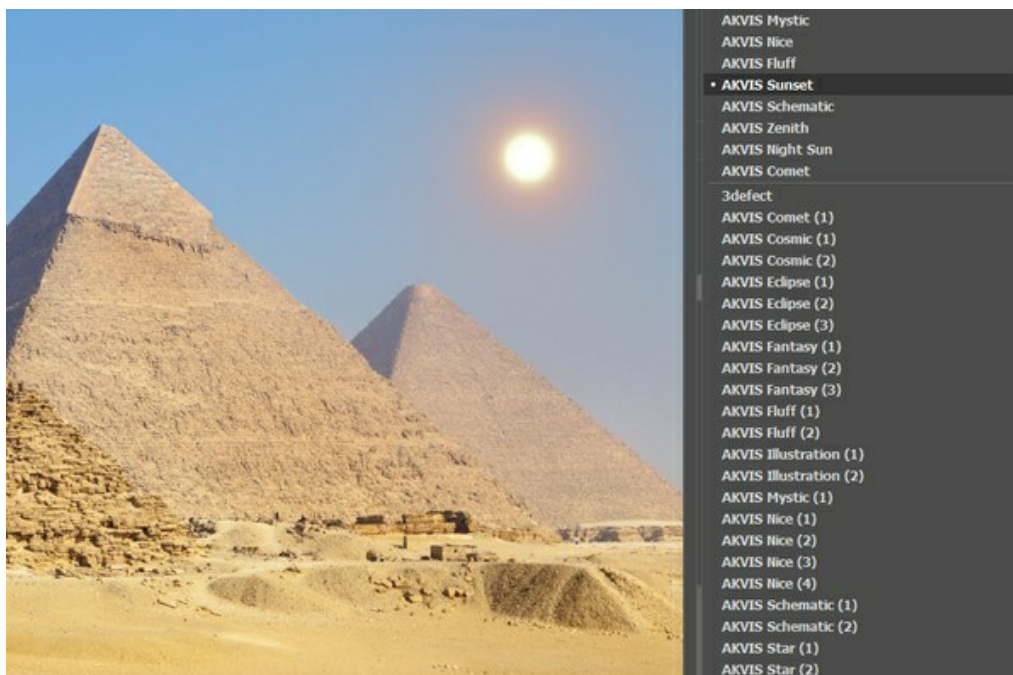 AKVIS Mystic
AKVIS Nice
AKVIS Fluff
• AKVIS Sunset
AKVIS Schematic
AKVIS Zenith
AKVIS Night Sun
AKVIS Comet
3defect
AKVIS Comet (1)
AKVIS Cosmic (1)
AKVIS Cosmic (2)
AKVIS Eclipse (1)
AKVIS Eclipse (2)
AKVIS Eclipse (3)
AKVIS Fantasy (1)
AKVIS Fantasy (2)
AKVIS Fantasy (3)
AKVIS Fluff (1)
AKVIS Fluff (2)
AKVIS Illustration (1)
AKVIS Illustration (2)
AKVIS Mystic (1)
AKVIS Nice (1)
AKVIS Nice (2)
AKVIS Nice (3)
AKVIS Nice (4)
AKVIS Schematic (1)
AKVIS Schematic (2)
AKVIS Star (1)
AKVIS Star (2)